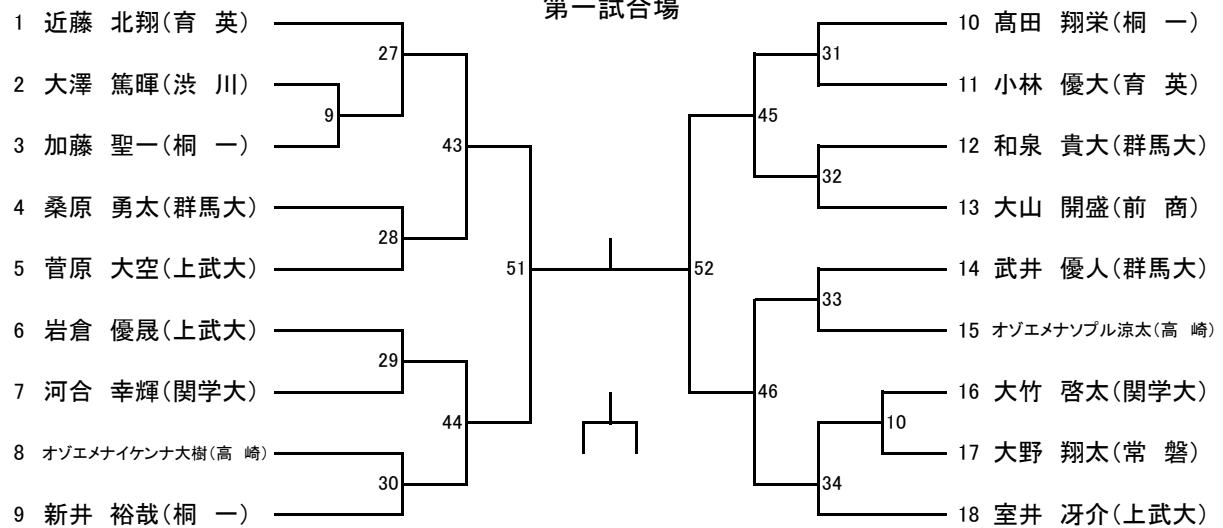 第一試合場
1 近藤 北翔(育 英)
2 大澤 篤暉(渋 川)
3 加藤 聖一(桐 一)
4 桑原 勇太(群馬大)
5 菅原 大空(上武大)
6 岩倉 優晟(上武大)
7 河合 幸輝(関学大)
8 オゾエメナイケンナ大樹(高 崎)
9 新井 裕哉(桐 一)
27
9
43
28
51
29
44
30
10 髙田 翔栄(桐 一)
11 小林 優大(育 英)
12 和泉 貴大(群馬大)
13 大山 開盛(前 商)
14 武井 優人(群馬大)
15 オゾエメナソプル涼太(高 崎)
16 大竹 啓太(関学大)
17 大野 翔太(常 磐)
18 室井 冴介(上武大)
31
45
32
52
33
46
10
34